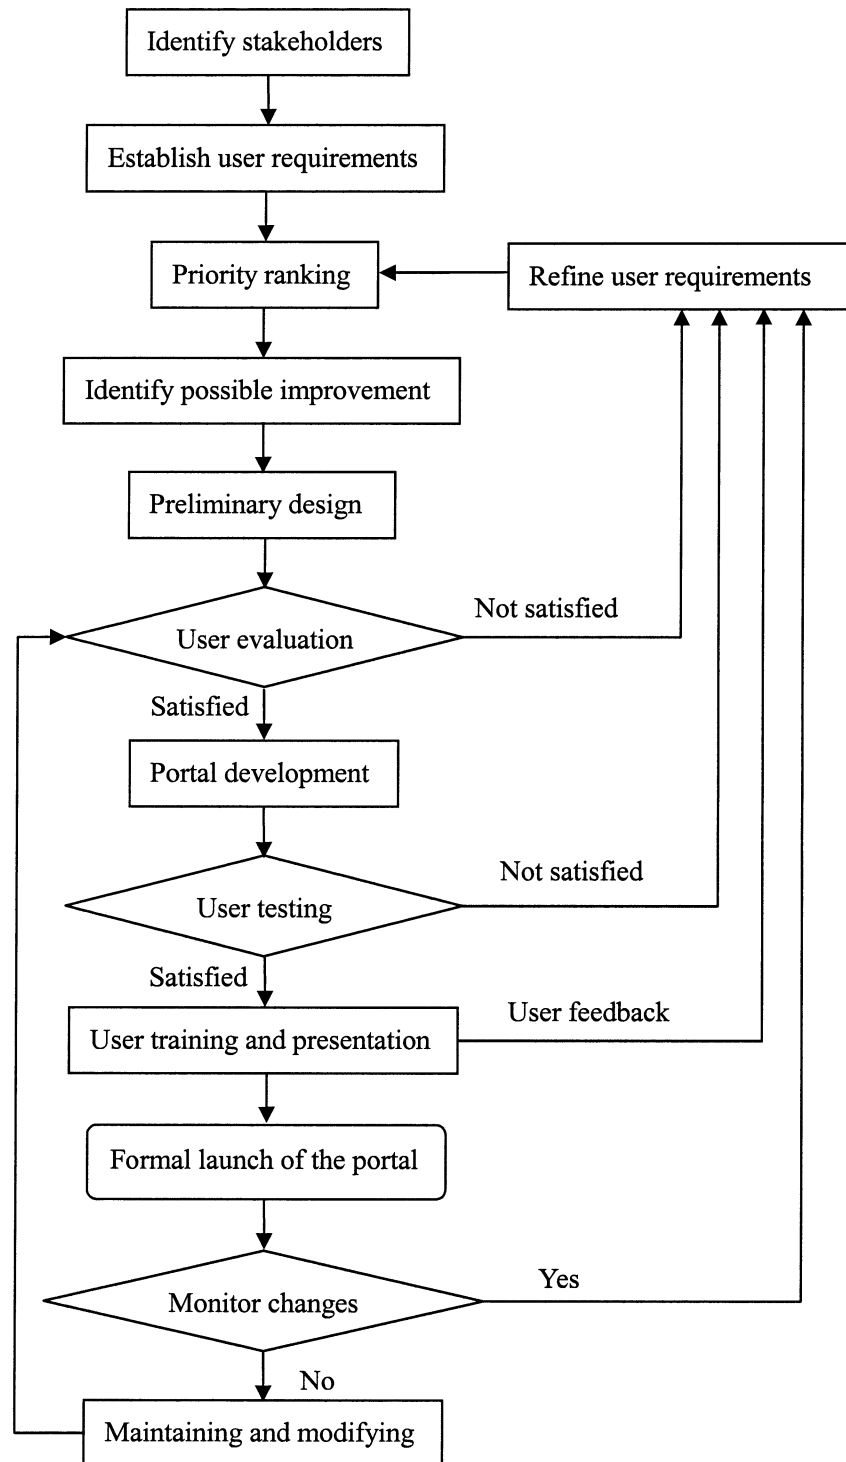 Identify stakeholders
Establish user requirements
Priority ranking
Refine user requirements
Identify possible improvement
Preliminary design
Not satisfied
User evaluation
Satisfied
Portal development
Not satisfied
User testing
Satisfied
User feedback
User training and presentation
Formal launch of the portal
Yes
Monitor changes
No
Maintaining and modifying